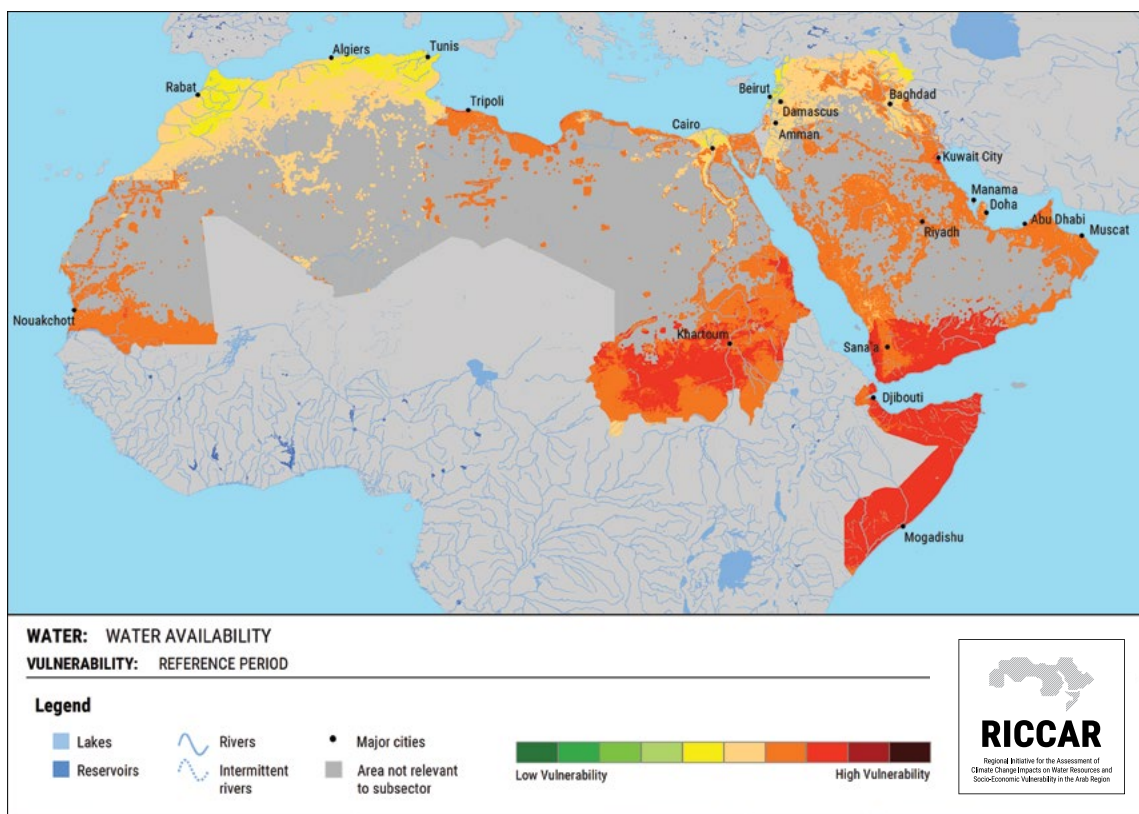 Algiers
Tunis
Rabat
Tripoli
Beirut
Baghdad
Damascus
Cairo
Amman
Kuwait City
Manama
Doha
Abu Dhabi
Riyadh
Muscat
Nouakchott
Khartoum
Sana'a
Djibouti
Mogadishu
WATER: WATER AVAILABILITY
VULNERABILITY: REFERENCE PERIOD
Legend
Lakes
Rivers
Major cities
Reservoirs
Intermittent
rivers
Area not relevant
to subsector
Low Vulnerability
High Vulnerability
RICCAR
Regional Initiative for the Assessment of
Climate Change Impacts on Water Resources and
Socio-Economic Vulnerability in the Arab Region